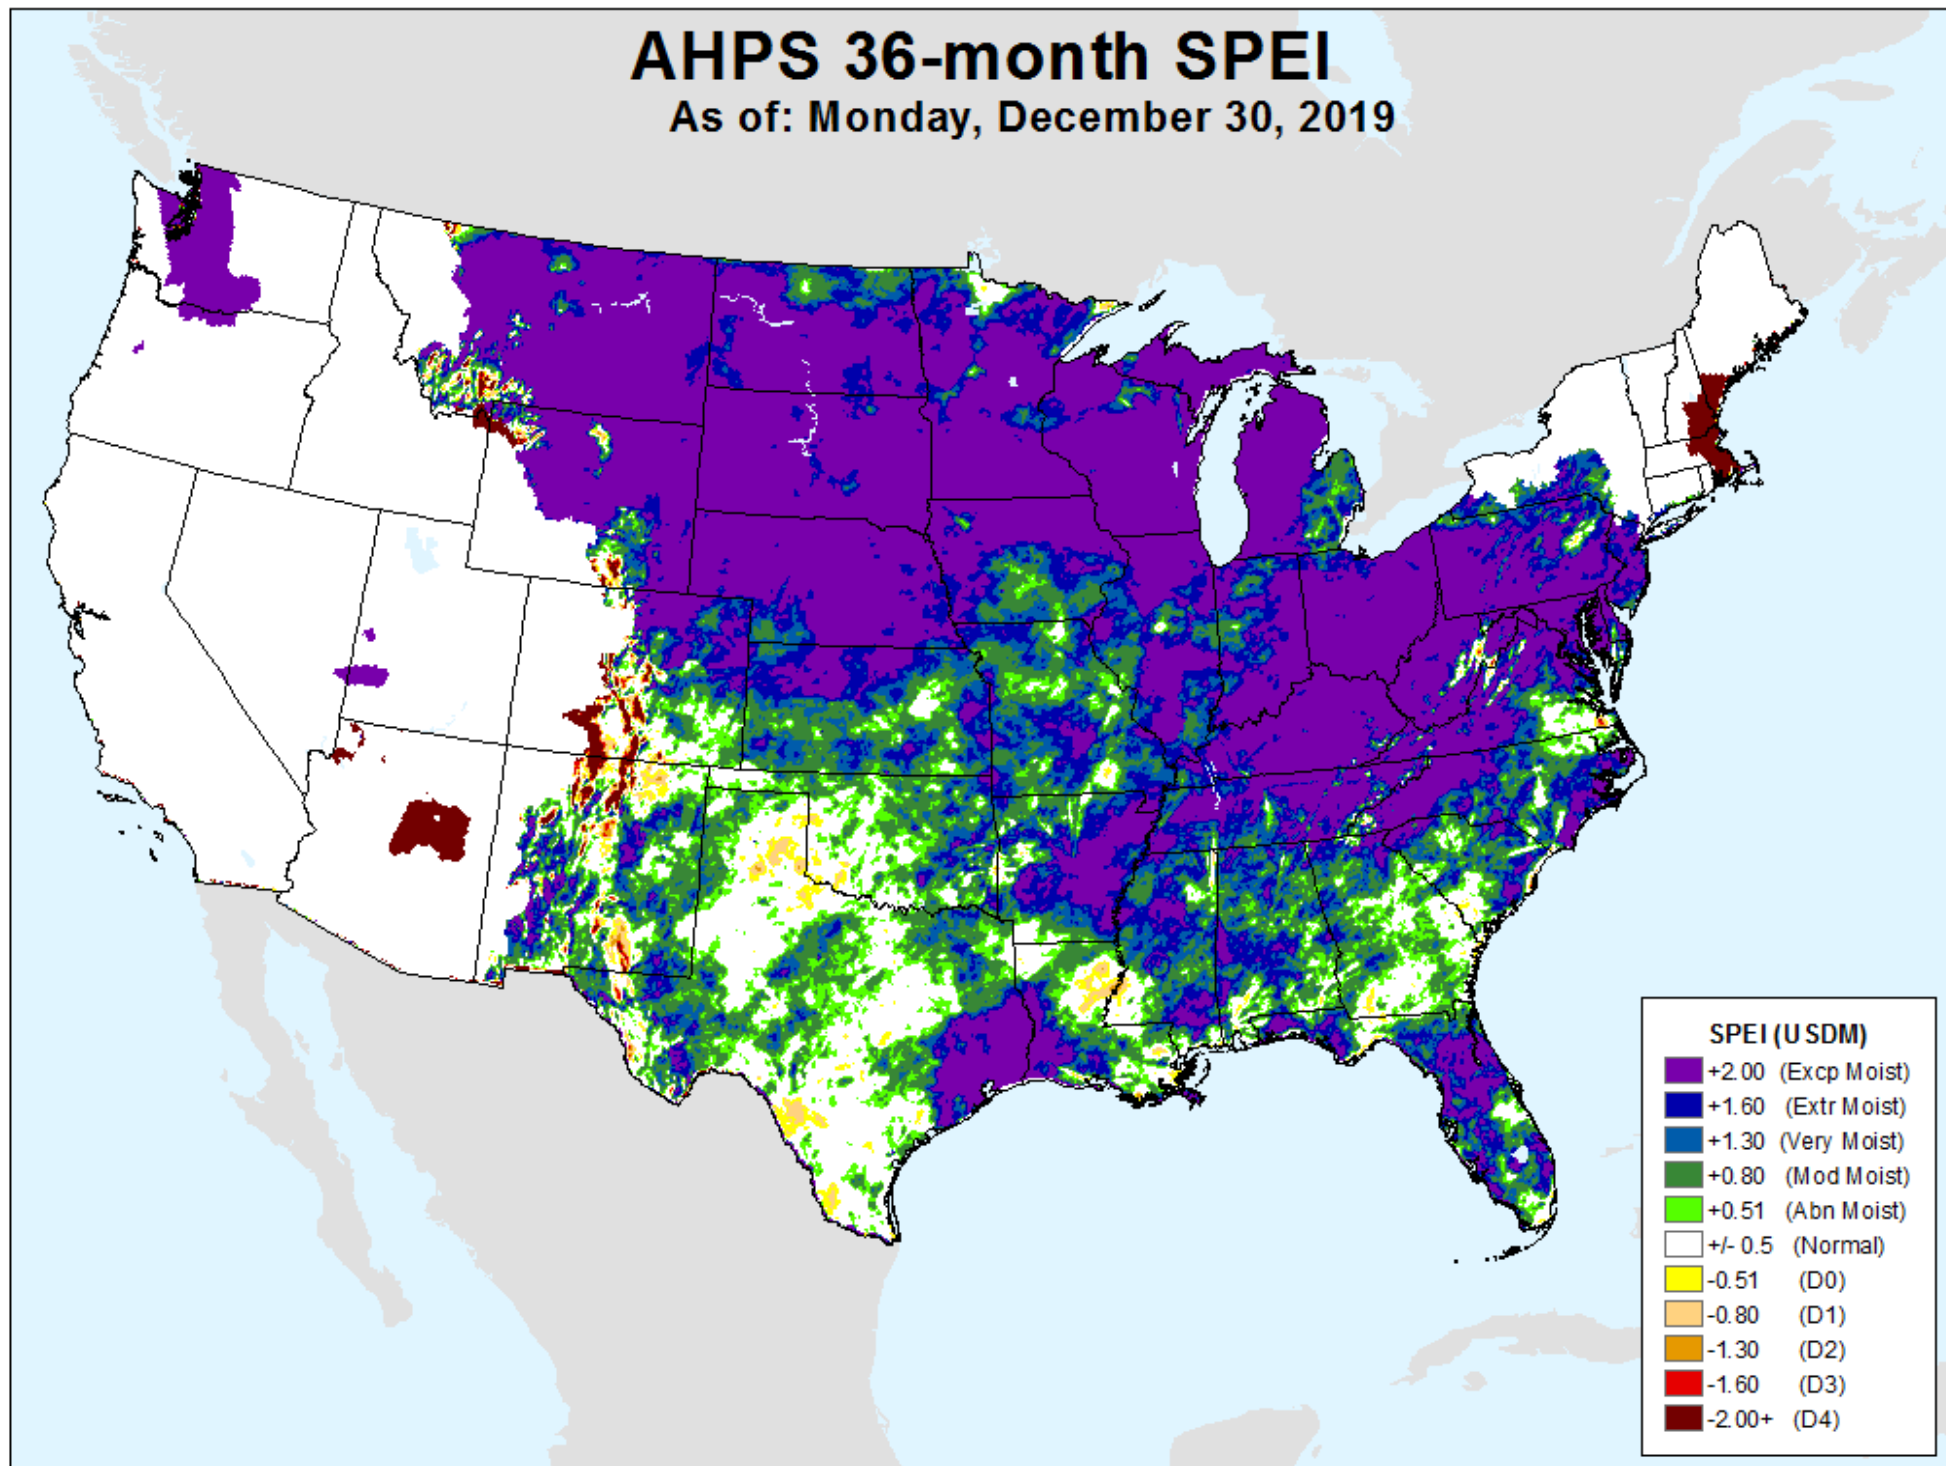 AHPS 36-month SPEI
As of: Monday, December 30, 2019
SPEI (USDM)
+2.00 (Excp Moist)
+1.60 (Extr Moist)
+1.30 (Very Moist)
+0.80 (Mod Moist)
+0.51 (Abn Moist)
+/- 0.5 (Normal)
-0.51 (D0)
-0.80 (D1)
-1.30 (D2)
-1.60 (D3)
-2.00+ (D4)